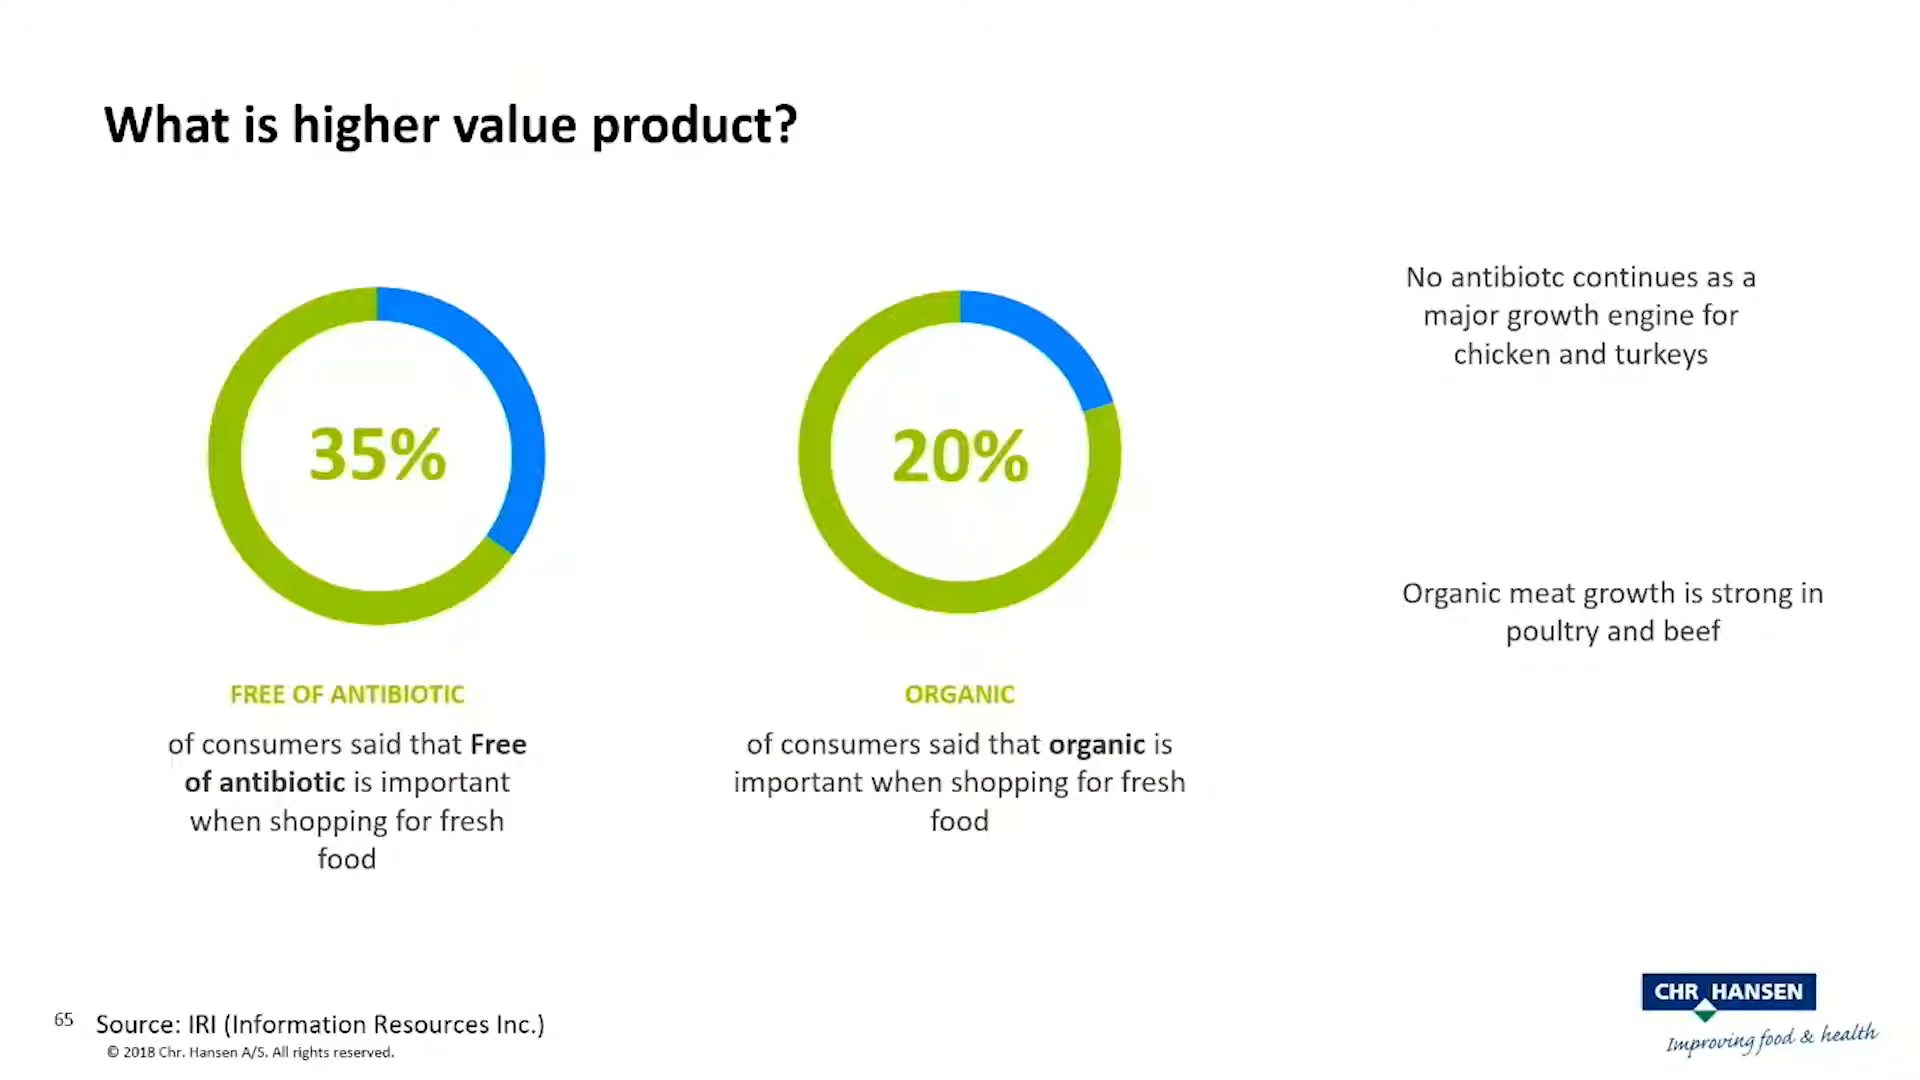 What is higher value product?
35%
FREE OF ANTIBIOTIC
of consumers said that Free
of antibiotic is important
when shopping for fresh
food
20%
ORGANIC
of consumers said that organic is
important when shopping for fresh
food
No antibiotc continues as a
major growth engine for
chicken and turkeys
Organic meat growth is strong in
poultry and beef
65 Source: IRI (Information Resources Inc.)
© 2018 Chr. Hansen A/S. All rights reserved.
CHR HANSEN
Improving food & health